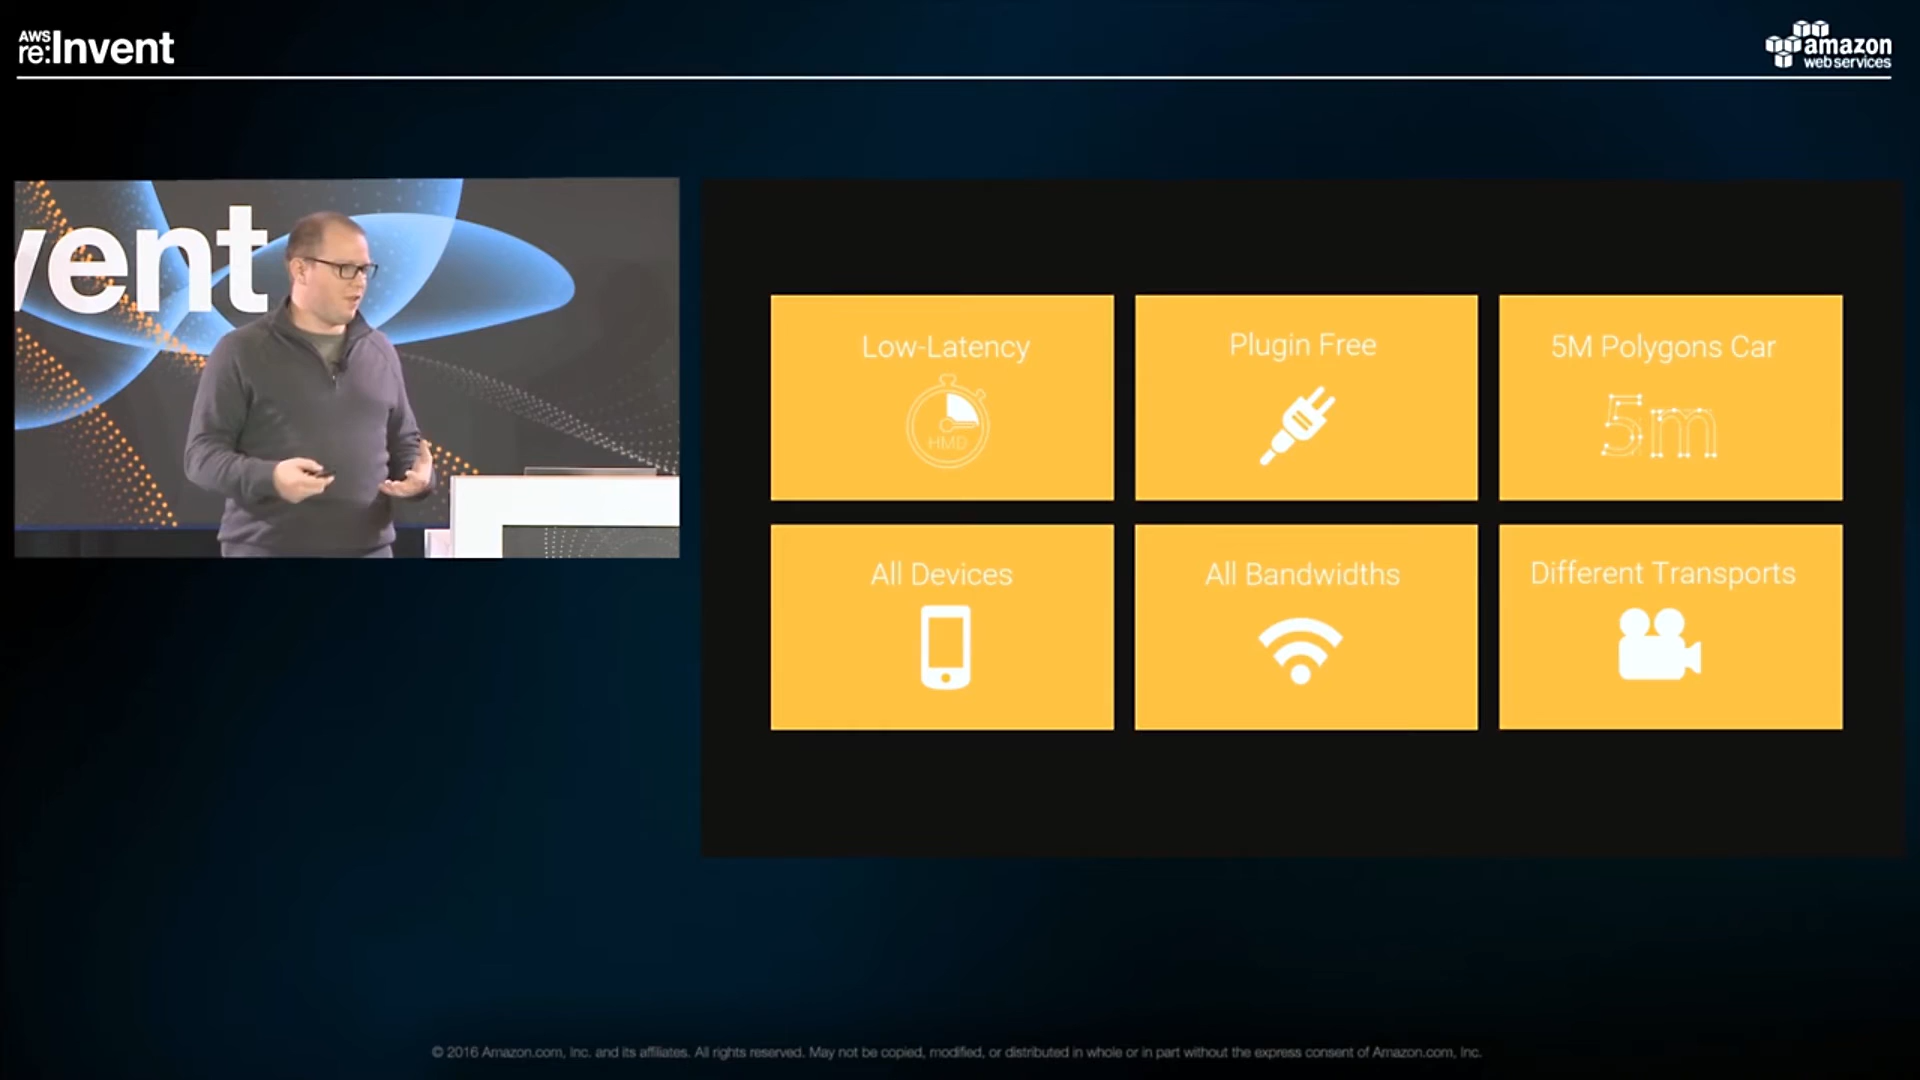 AWS
re:Invent
amazon
web services
vent
Low-Latency
HMD
Plugin Free
5M Polygons Car
5m
All Devices
All Bandwidths
Different Transports
© 2016 Amazon.com, Inc. and its affiliates. All rights reserved. May not be copied, modified, or distributed in whole or in part without the express consent of Amazon.com, Inc.